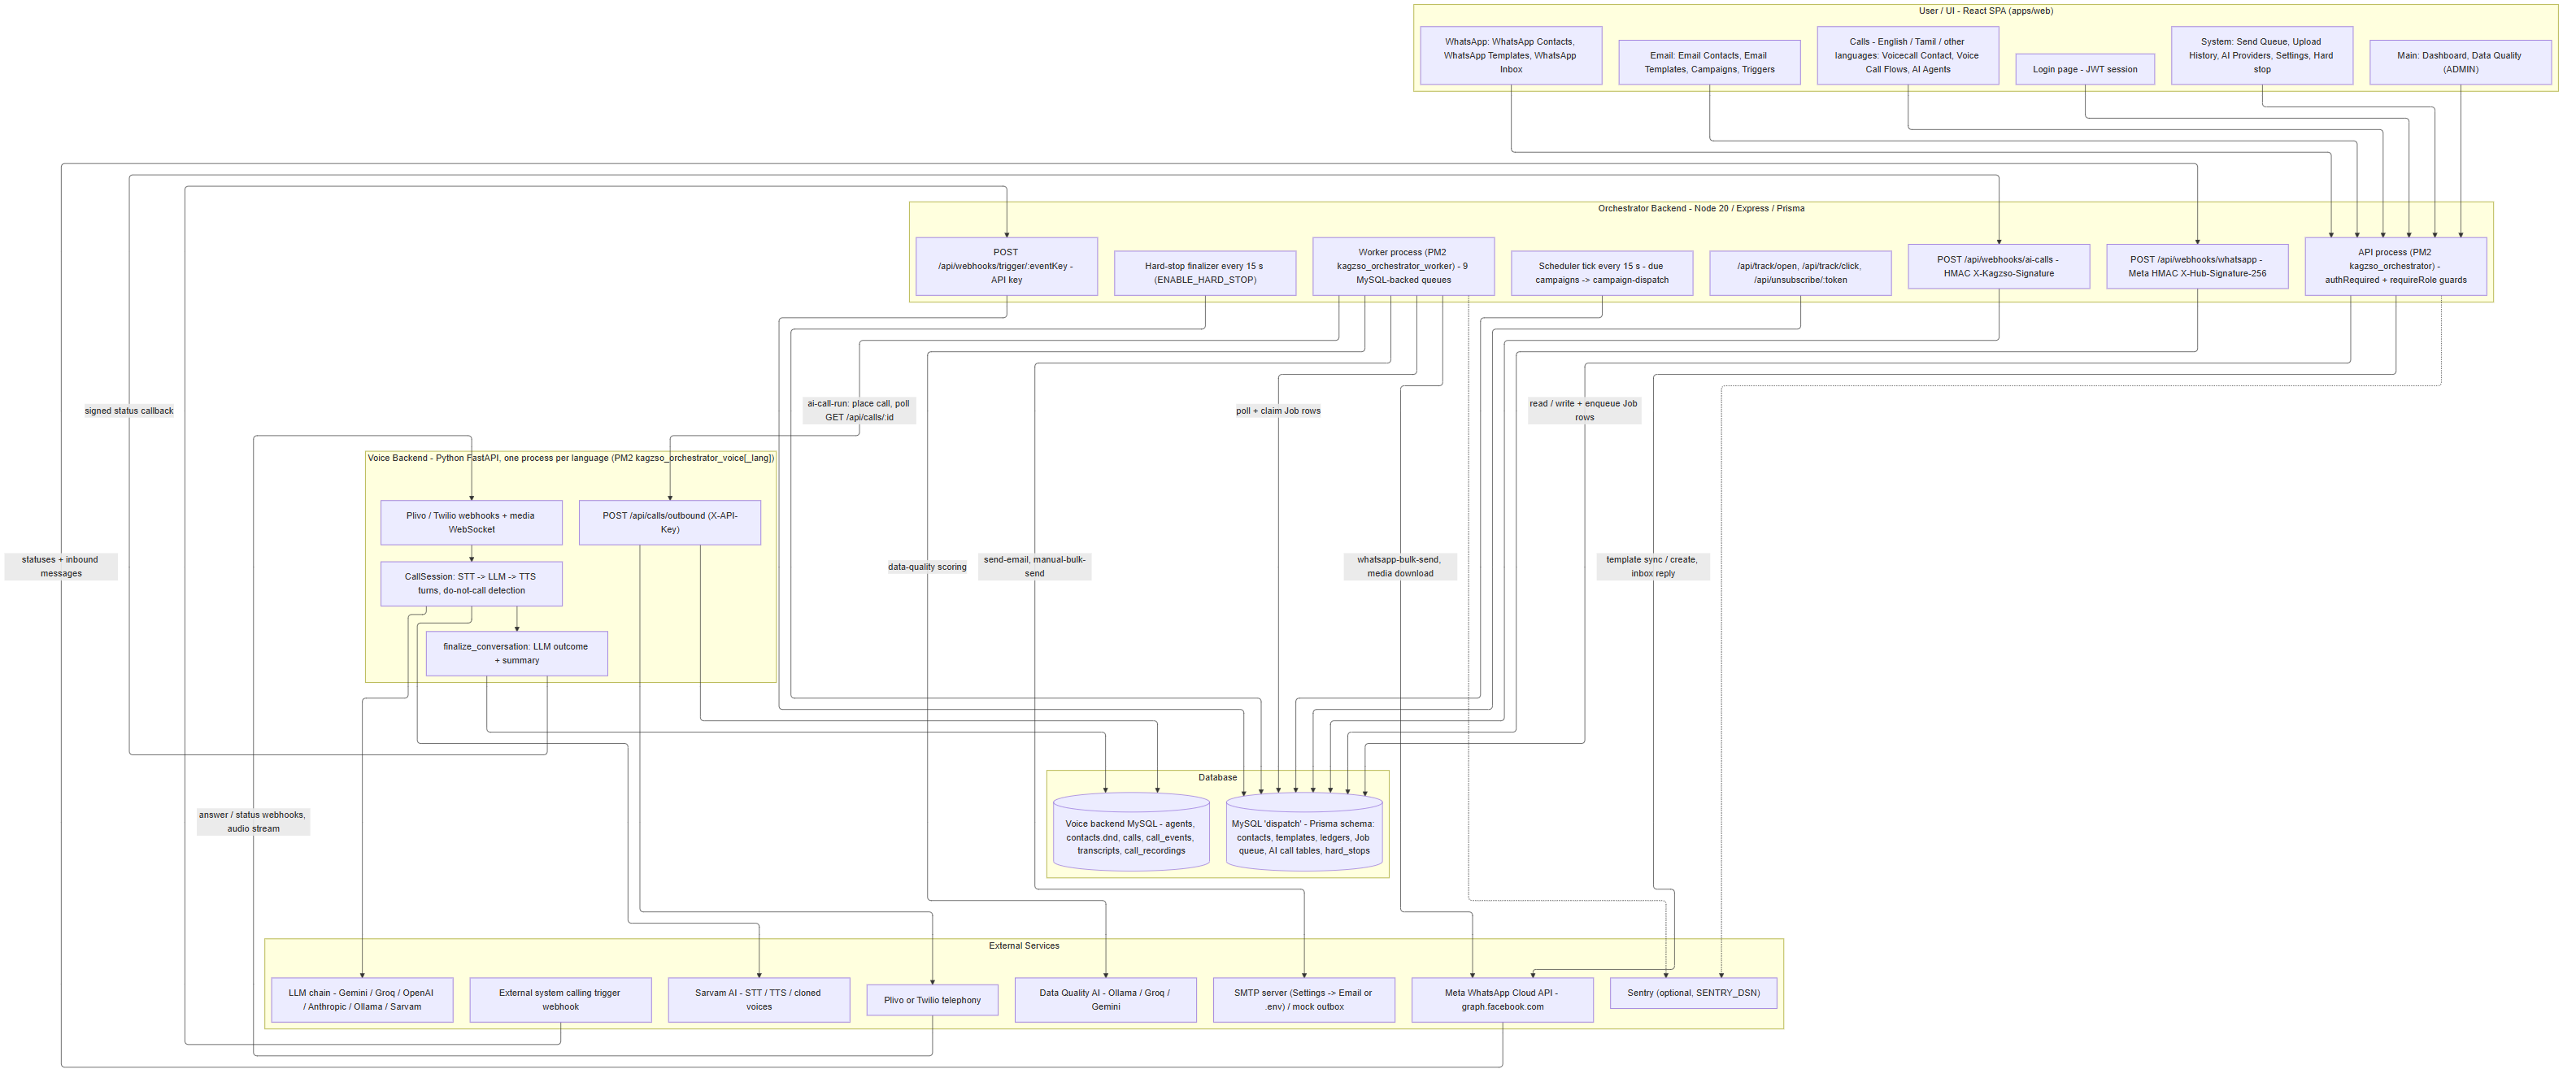 User / UI - React SPA (apps/web)
WhatsApp: WhatsApp Contacts,
WhatsApp Templates, WhatsApp
Inbox
Email: Email Contacts, Email
Templates, Campaigns, Triggers
Calls - English / Tamil / other
languages: Voicecall Contact, Voice
Call Flows, AI Agents
Login page - JWT session
System: Send Queue, Upload
History, AI Providers, Settings, Hard
stop
Main: Dashboard, Data Quality
(ADMIN)
Orchestrator Backend - Node 20 / Express / Prisma
POST
/api/webhooks/trigger/:eventKey -
API key
Hard-stop finalizer every 15 s
(ENABLE_HARD_STOP)
Worker process (PM2
kagzso_orchestrator_worker) - 9
MySQL-backed queues
Scheduler tick every 15 s - due
campaigns -> campaign-dispatch
/api/track/open, /api/track/click,
/api/unsubscribe/:token
POST /api/webhooks/ai-calls -
HMAC X-Kagzso-Signature
POST /api/webhooks/whatsapp -
Meta HMAC X-Hub-Signature-256
API process (PM2
kagzso_orchestrator) -
authRequired + requireRole guards
signed status callback
ai-call-run: place call, poll
GET /api/calls/:id
poll + claim Job rows
read / write + enqueue Job
rows
Voice Backend - Python FastAPI, one process per language (PM2 kagzso_orchestrator_voice[_lang])
Plivo / Twilio webhooks + media
WebSocket
POST /api/calls/outbound (X-API-
Key)
CallSession: STT -> LLM -> TTS
turns, do-not-call detection
finalize_conversation: LLM outcome
+ summary
statuses + inbound
messages
data-quality scoring
send-email, manual-bulk-
send
whatsapp-bulk-send,
media download
template sync / create,
inbox reply
answer / status webhooks,
audio stream
Database
Voice backend MySQL - agents,
contacts.dnd, calls, call_events,
transcripts, call_recordings
MySQL 'dispatch' - Prisma schema:
contacts, templates, ledgers, Job
queue, AI call tables, hard_stops
External Services
LLM chain - Gemini / Groq / OpenAI
/ Anthropic / Ollama / Sarvam
External system calling trigger
webhook
Sarvam AI - STT / TTS / cloned
voices
Plivo or Twilio telephony
Data Quality AI - Ollama / Groq /
Gemini
SMTP server (Settings -> Email or
.env) / mock outbox
Meta WhatsApp Cloud API -
graph.facebook.com
Sentry (optional, SENTRY_DSN)